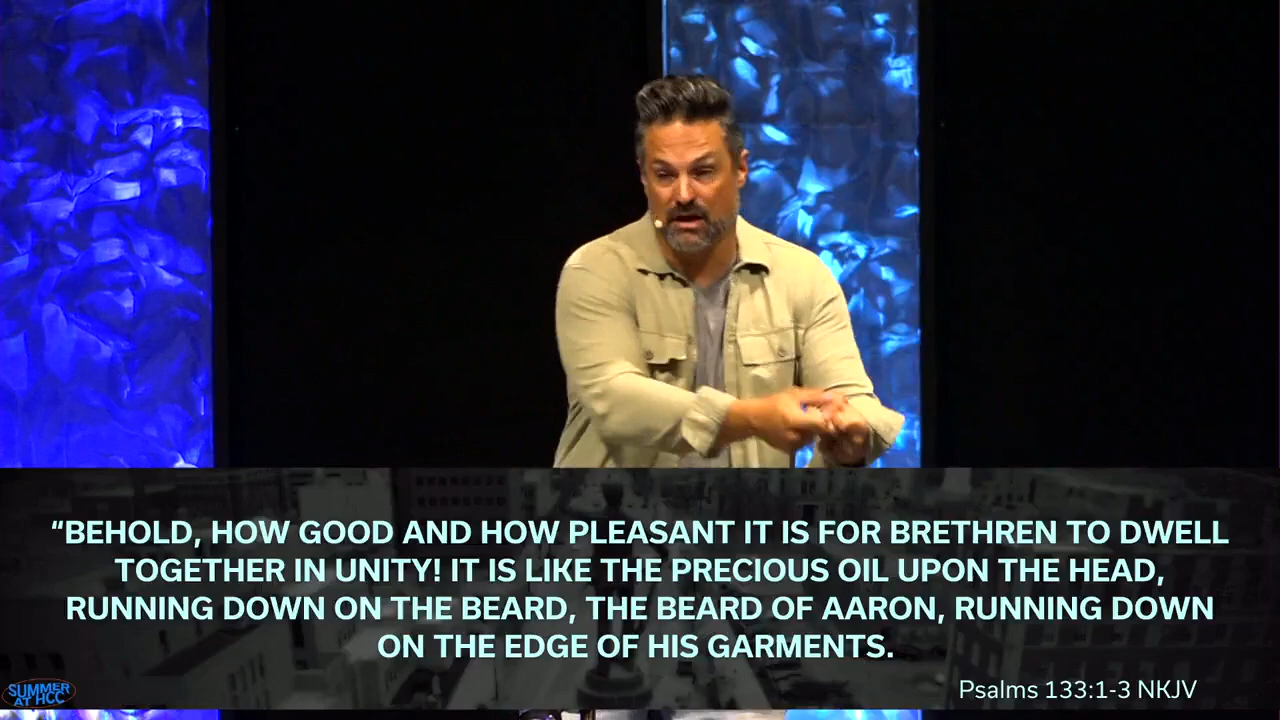 “BEHOLD, HOW GOOD AND HOW PLEASANT IT IS FOR BRETHREN TO DWELL
TOGETHER IN UNITY! IT IS LIKE THE PRECIOUS OIL UPON THE HEAD,
RUNNING DOWN ON THE BEARD, THE BEARD OF AARON, RUNNING DOWN
ON THE EDGE OF HIS GARMENTS.
Psalms 133:1-3 NKJV
SUMMER
AT HCC